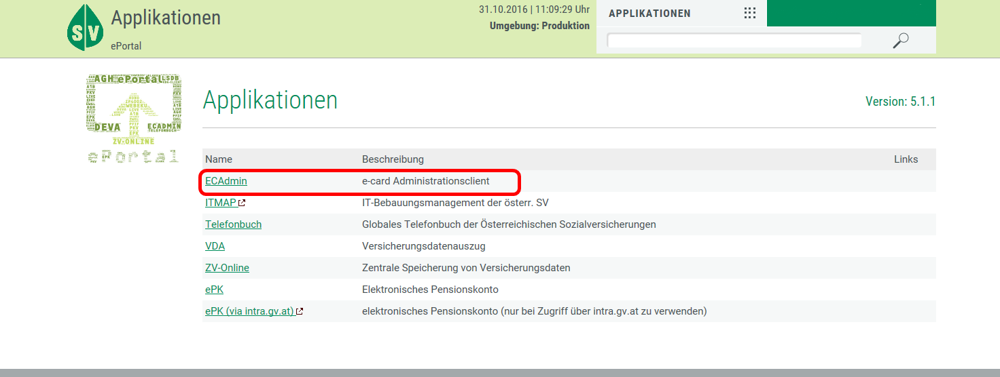 SV
Applikationen
ePortal
31.10.2016 | 11:09:29 Uhr
Umgebung: Produktion
APPLIKATIONEN
AGH ePortal LSDB
DEVA
ECADMIN
TELEFONBUCH
ZV-ONLINE
ePortal
Applikationen
Version: 5.1.1
Name Beschreibung Links
ECAdmin e-card Administrationsclient
ITMAP IT-Bebauungsmanagement der österr. SV
Telefonbuch Globales Telefonbuch der Österreichischen Sozialversicherungen
VDA Versicherungsdatenauszug
ZV-Online Zentrale Speicherung von Versicherungsdaten
ePK Elektronisches Pensionskonto
ePK (via intra.gv.at) elektronisches Pensionskonto (nur bei Zugriff über intra.gv.at zu verwenden)